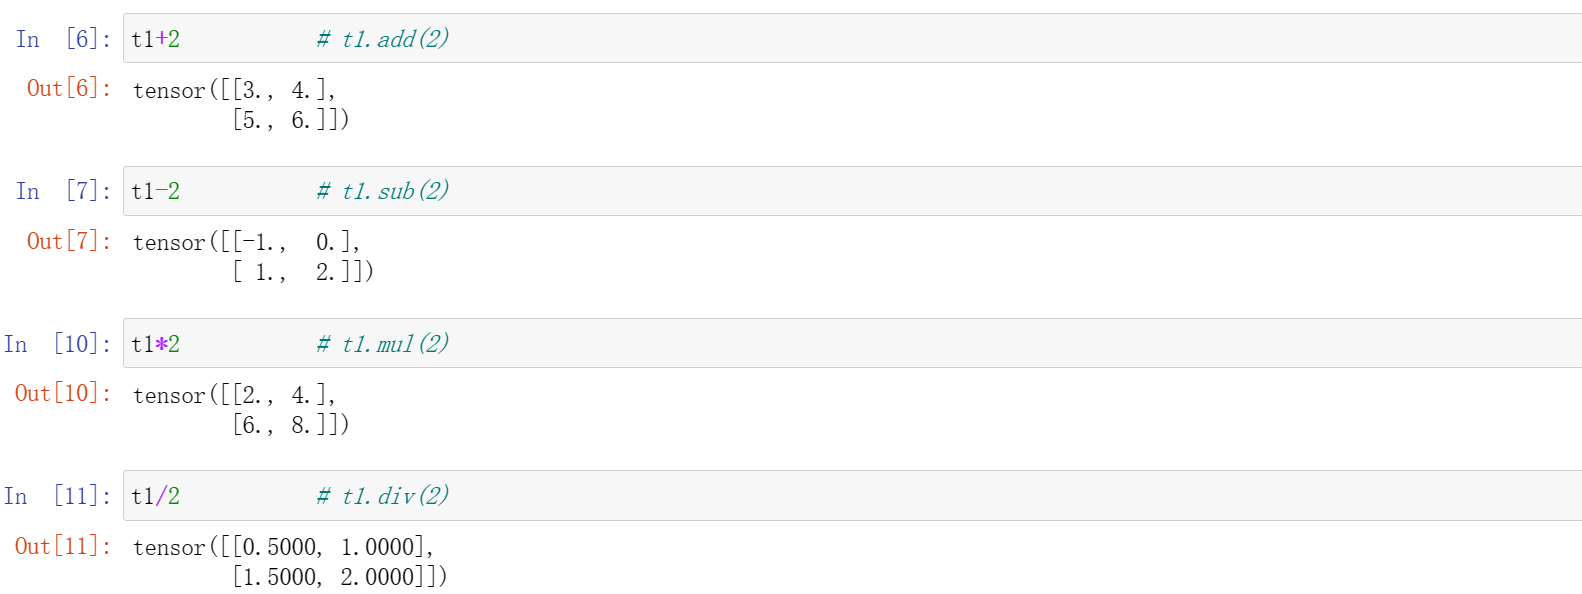 In [6]: t1+2 # t1.add(2)
Out[6]: tensor([[3., 4.],
[5., 6.]])
In [7]: t1-2 # t1.sub(2)
Out[7]: tensor([[-1., 0.],
[ 1., 2.]])
In [10]: t1*2 # t1.mul(2)
Out[10]: tensor([[2., 4.],
[6., 8.]])
In [11]: t1/2 # t1.div(2)
Out[11]: tensor([[0.5000, 1.0000],
[1.5000, 2.0000]])